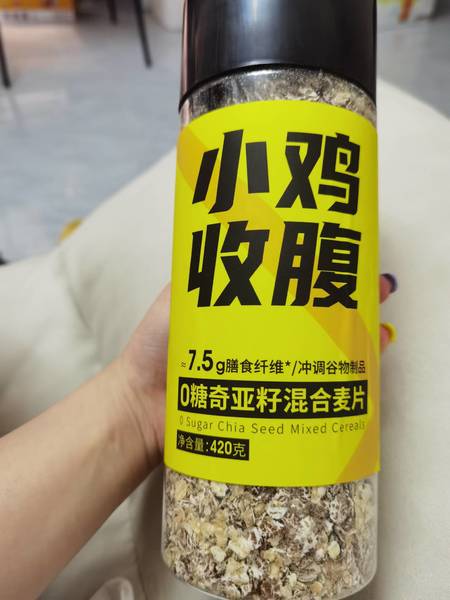 小鸡
收腹
≈7.5g膳食纤维*/冲调谷物制品
0糖奇亚籽混合麦片
0 Sugar Chia Seed Mixed Cereals
净含量:420克